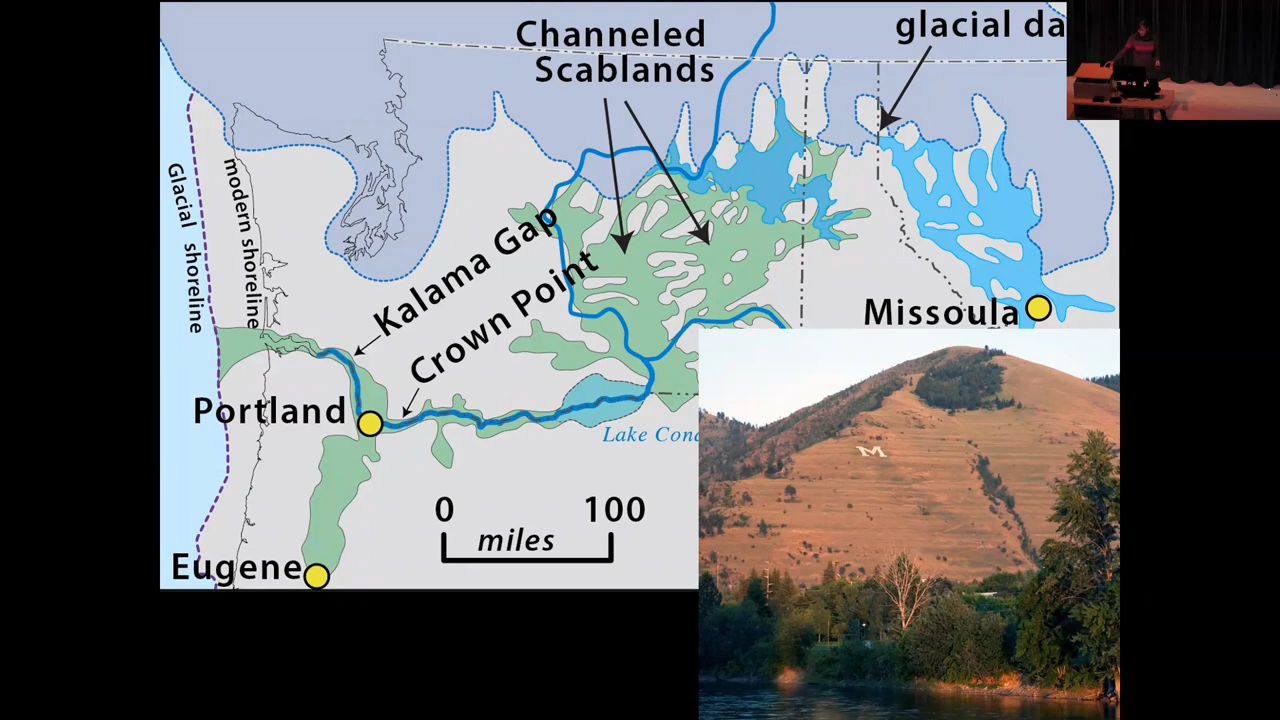 Channeled
Scablands
glacial da
Glacial shoreline
modern shoreline
Kalama Gap
Crown Point
Missoula
Portland
Lake Conc
0 100
miles
Eugene
M